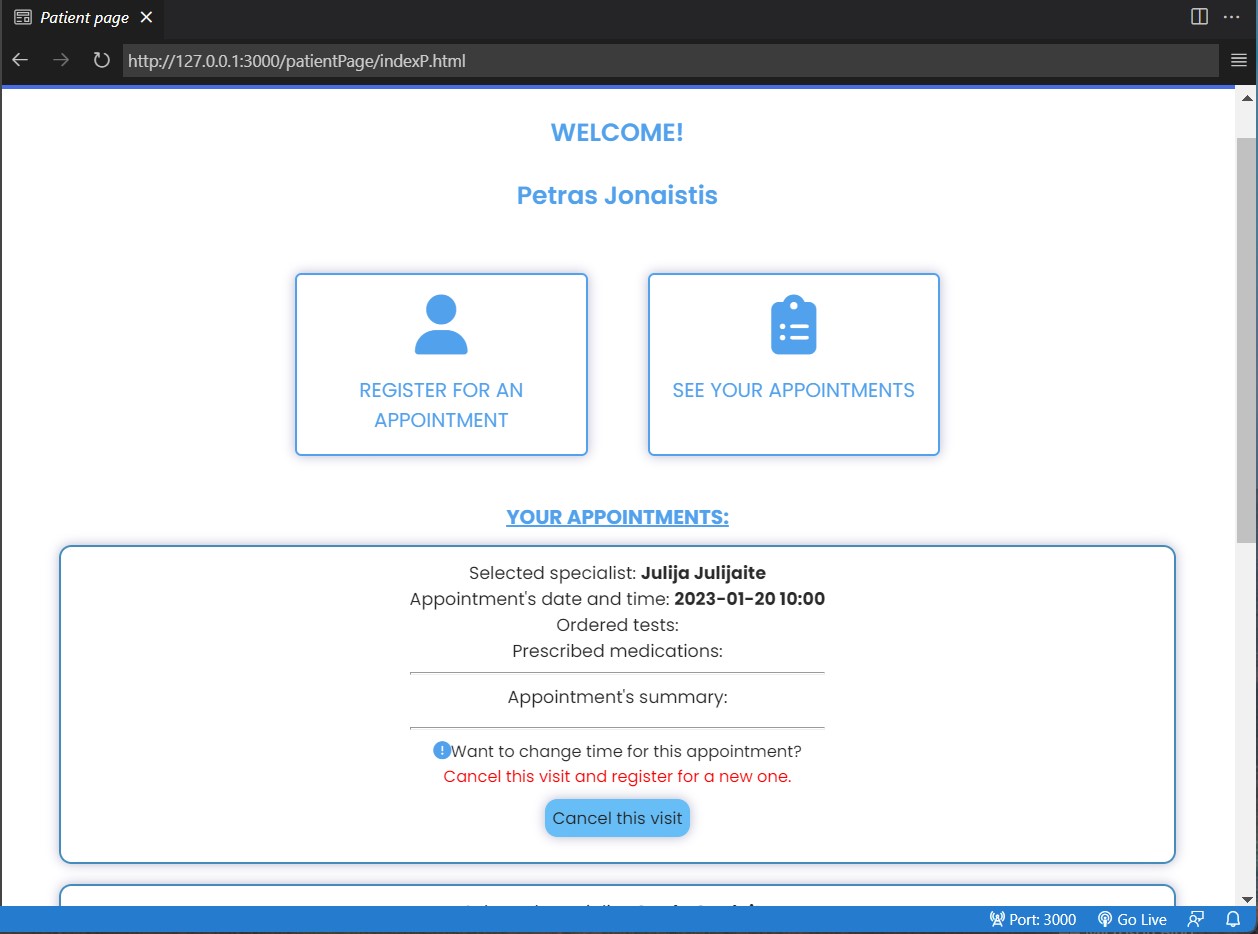 Patient page
http://127.0.0.1:3000/patientPage/indexP.html
WELCOME!
Petras Jonaistis
REGISTER FOR AN
APPOINTMENT
SEE YOUR APPOINTMENTS
YOUR APPOINTMENTS:
Selected specialist: Julija Julijaite
Appointment's date and time: 2023-01-20 10:00
Ordered tests:
Prescribed medications:
Appointment's summary:
Want to change time for this appointment?
Cancel this visit and register for a new one.
Cancel this visit
Port: 3000
Go Live